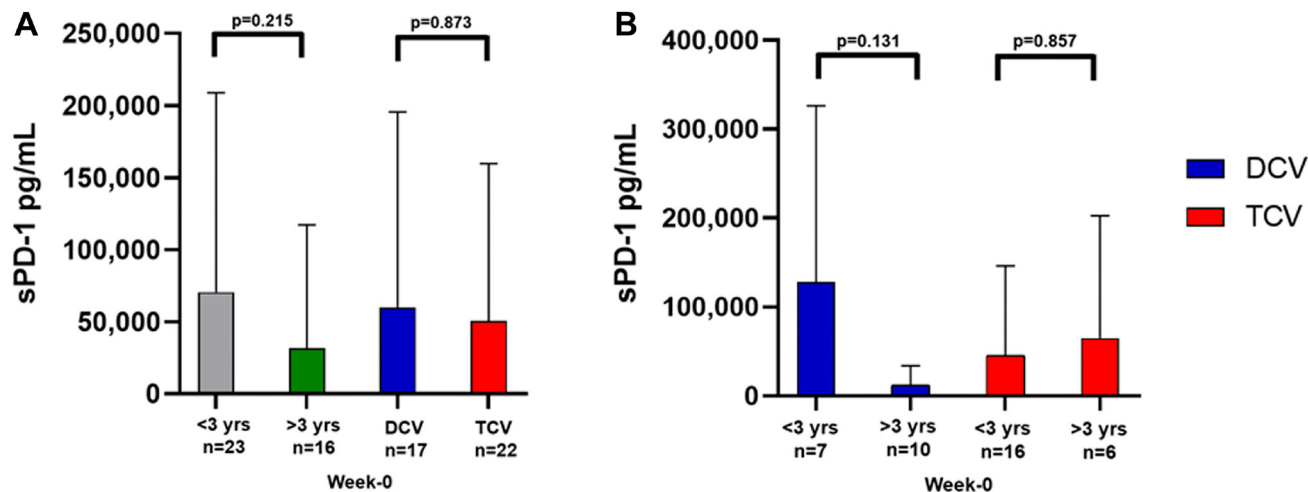 A
p=0.215
p=0.873
sPD-1 pg/mL
250,000
200,000
150,000
100,000
50,000
0
<3 yrs
n=23
>3 yrs
n=16
DCV
n=17
TCV
n=22
Week-0
B
p=0.131
p=0.857
sPD-1 pg/mL
400,000
300,000
200,000
100,000
0
<3 yrs
n=7
>3 yrs
n=10
<3 yrs
n=16
>3 yrs
n=6
Week-0
DCV
TCV